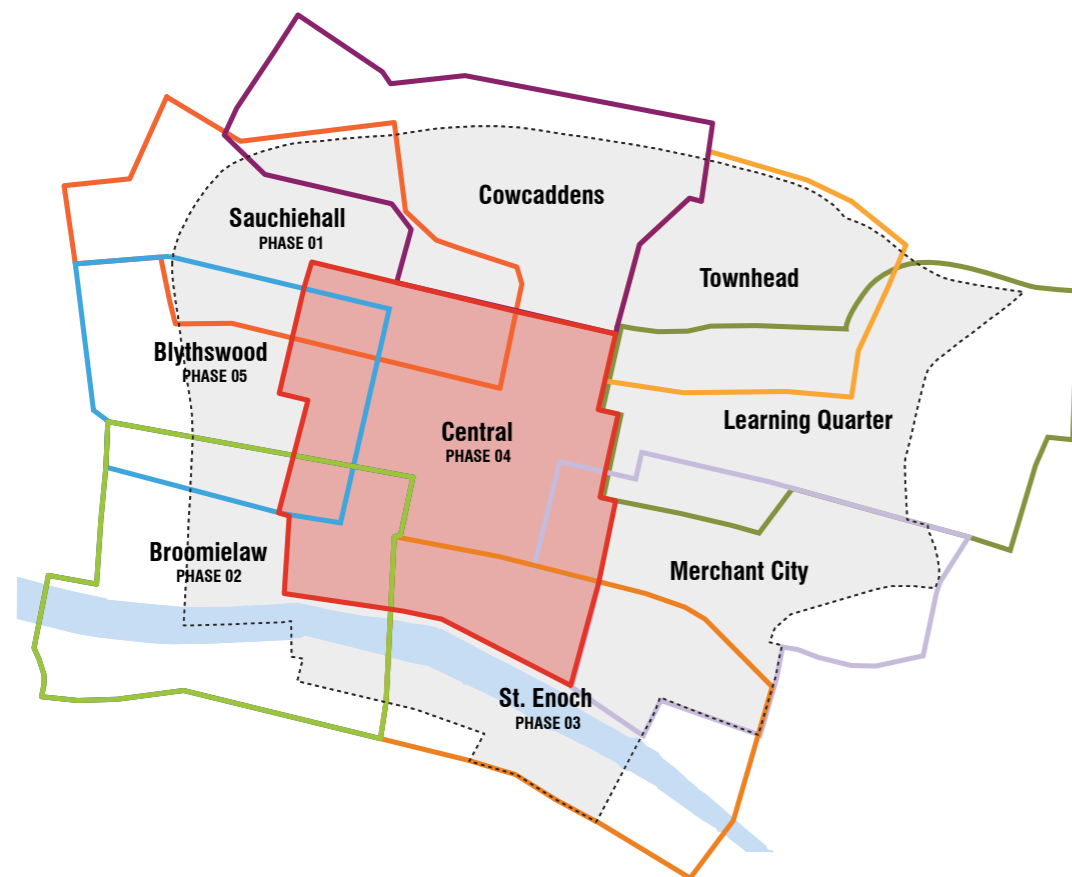 Cowcaddens
Sauchiehall
PHASE 01
Townhead
Blythswood
PHASE 05
Learning Quarter
Central
PHASE 04
Broomielaw
PHASE 02
Merchant City
St. Enoch
PHASE 03